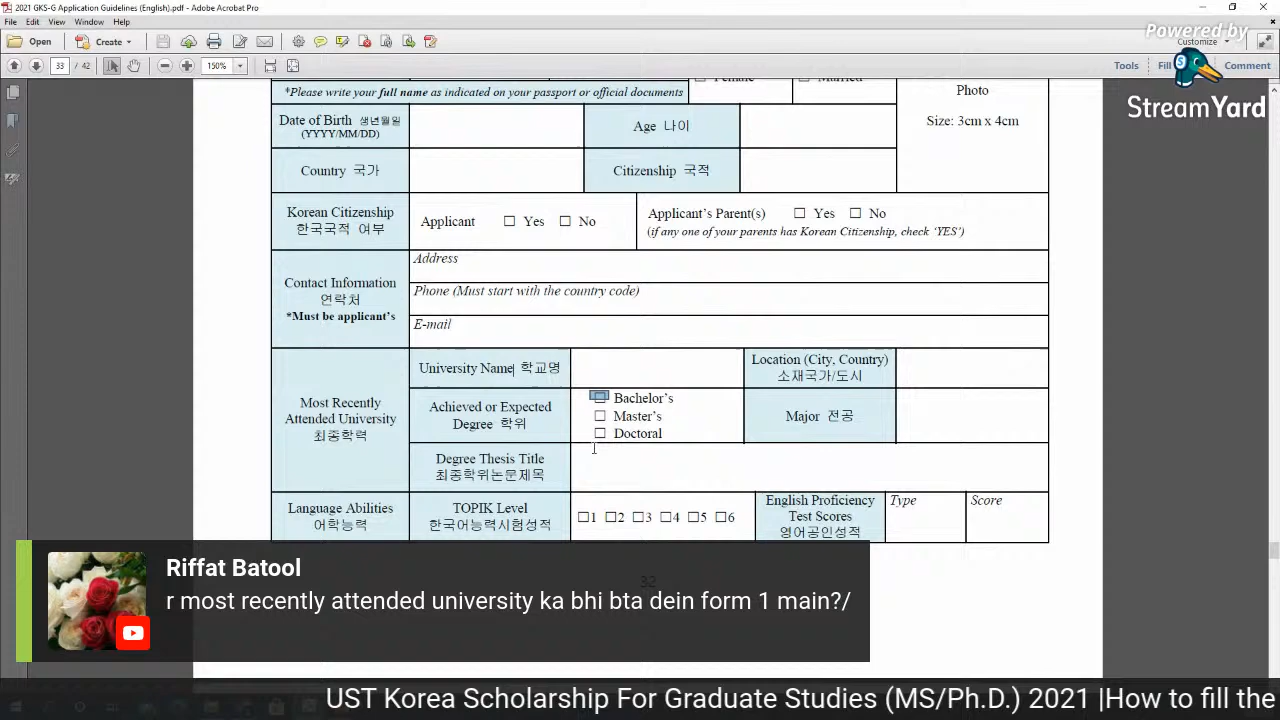 2021 GKS-G Application Guidelines (English).pdf - Adobe Acrobat Pro
File Edit View Window Help
Open Create Customize
33 / 42 150% Tools Fill Comment
Powered by
StreamYard
Female Married
*Please write your full name as indicated on your passport or official documents
Photo
Size: 3cm x 4cm
Date of Birth 생년월일
(YYYY/MM/DD)
Age 나이
Country 국가
Citizenship 국적
Korean Citizenship
한국국적 여부
Applicant ☐ Yes ☐ No
Applicant's Parent(s) ☐ Yes ☐ No
(if any one of your parents has Korean Citizenship, check 'YES')
Contact Information
연락처
*Must be applicant's
Address
Phone (Must start with the country code)
E-mail
Most Recently
Attended University
최종학력
University Name 학교명
Location (City, Country)
소재국가/도시
Achieved or Expected
Degree 학위
☐ Bachelor's
☐ Master's
☐ Doctoral
Major 전공
Degree Thesis Title
최종학위논문제목
Language Abilities
어학능력
TOPIK Level
한국어능력시험성적
☐1 ☐2 ☐3 ☐4 ☐5 ☐6
English Proficiency
Test Scores
영어공인성적
Type
Score
32
Riffat Batool
r most recently attended university ka bhi bta dein form 1 main?/
UST Korea Scholarship For Graduate Studies (MS/Ph.D.) 2021 |How to fill the